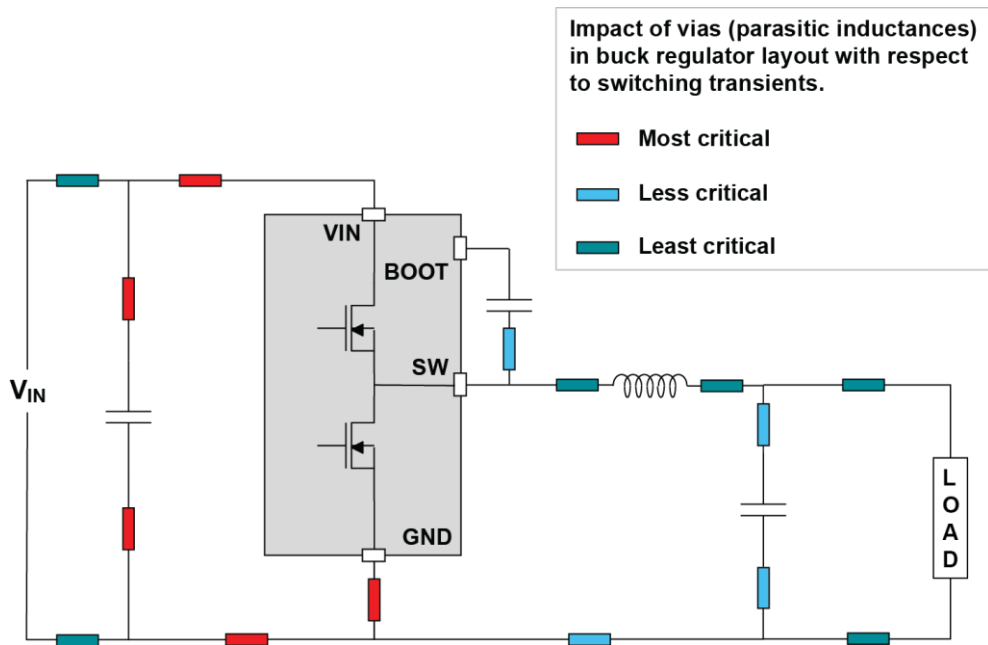 Impact of vias (parasitic inductances)
in buck regulator layout with respect
to switching transients.
Most critical
Less critical
Least critical
VIN
BOOT
SW
VIN
GND
LOAD